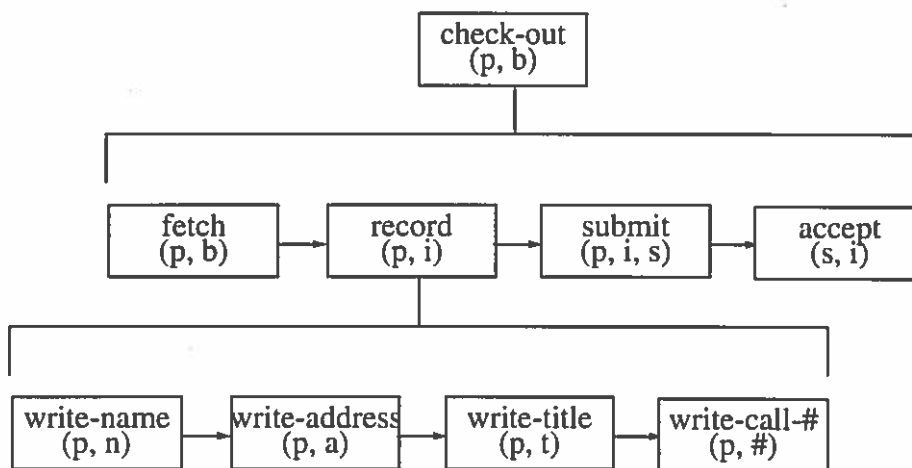 check-out
(p, b)
fetch
(p, b)
record
(p, i)
submit
(p, i, s)
accept
(s, i)
write-name
(p, n)
write-address
(p, a)
write-title
(p, t)
write-call-#
(p, #)